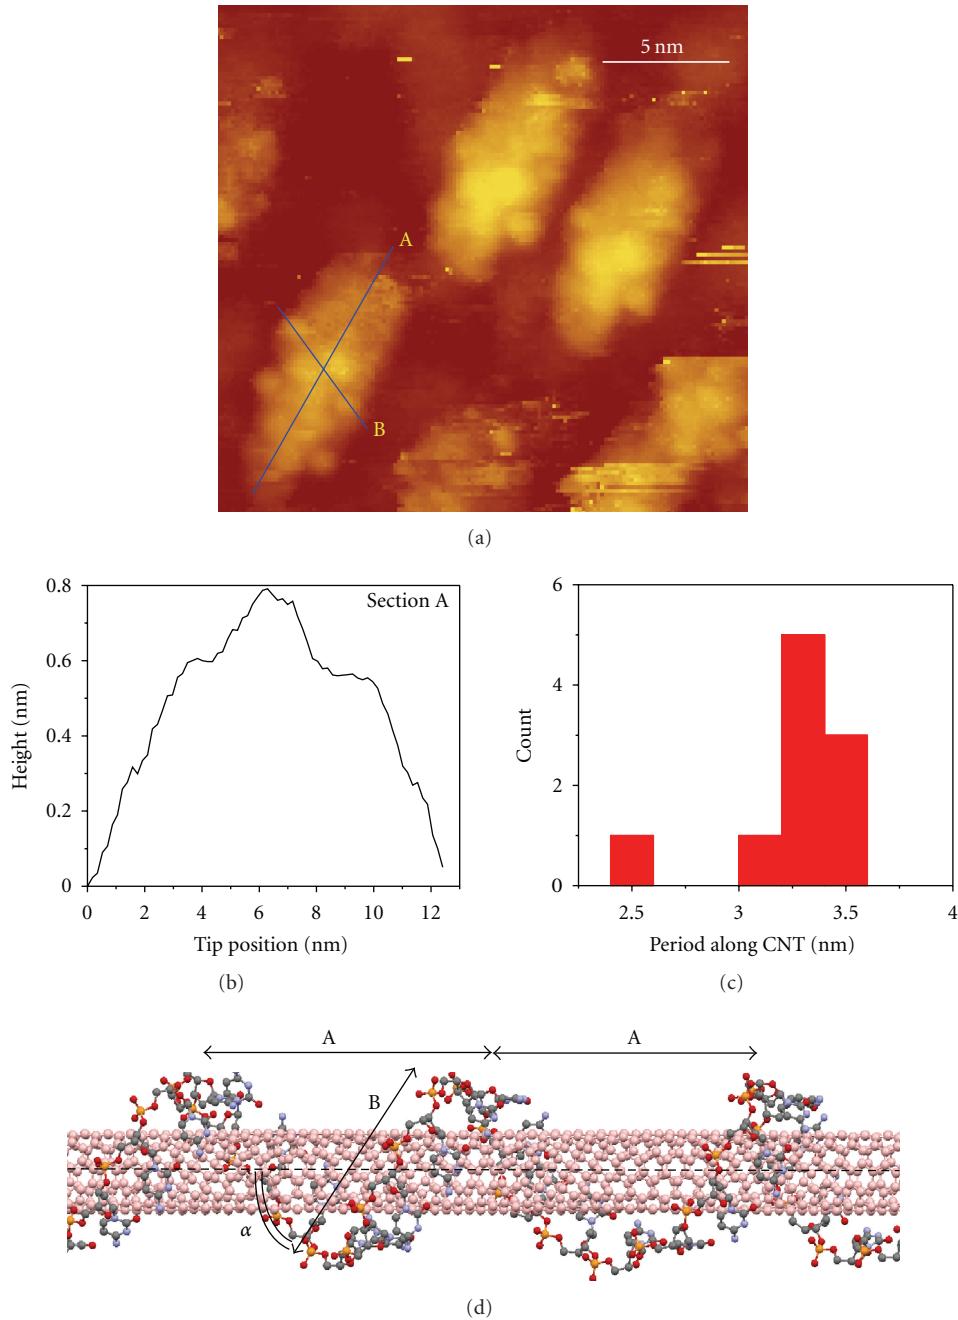 5 nm
A
B
(a)
0.8
0.6
0.4
0.2
0
Height (nm)
Section A
0 2 4 6 8 10 12
Tip position (nm)
(b)
6
4
2
0
Count
2.5 3 3.5 4
Period along CNT (nm)
(c)
A A
B
α
(d)